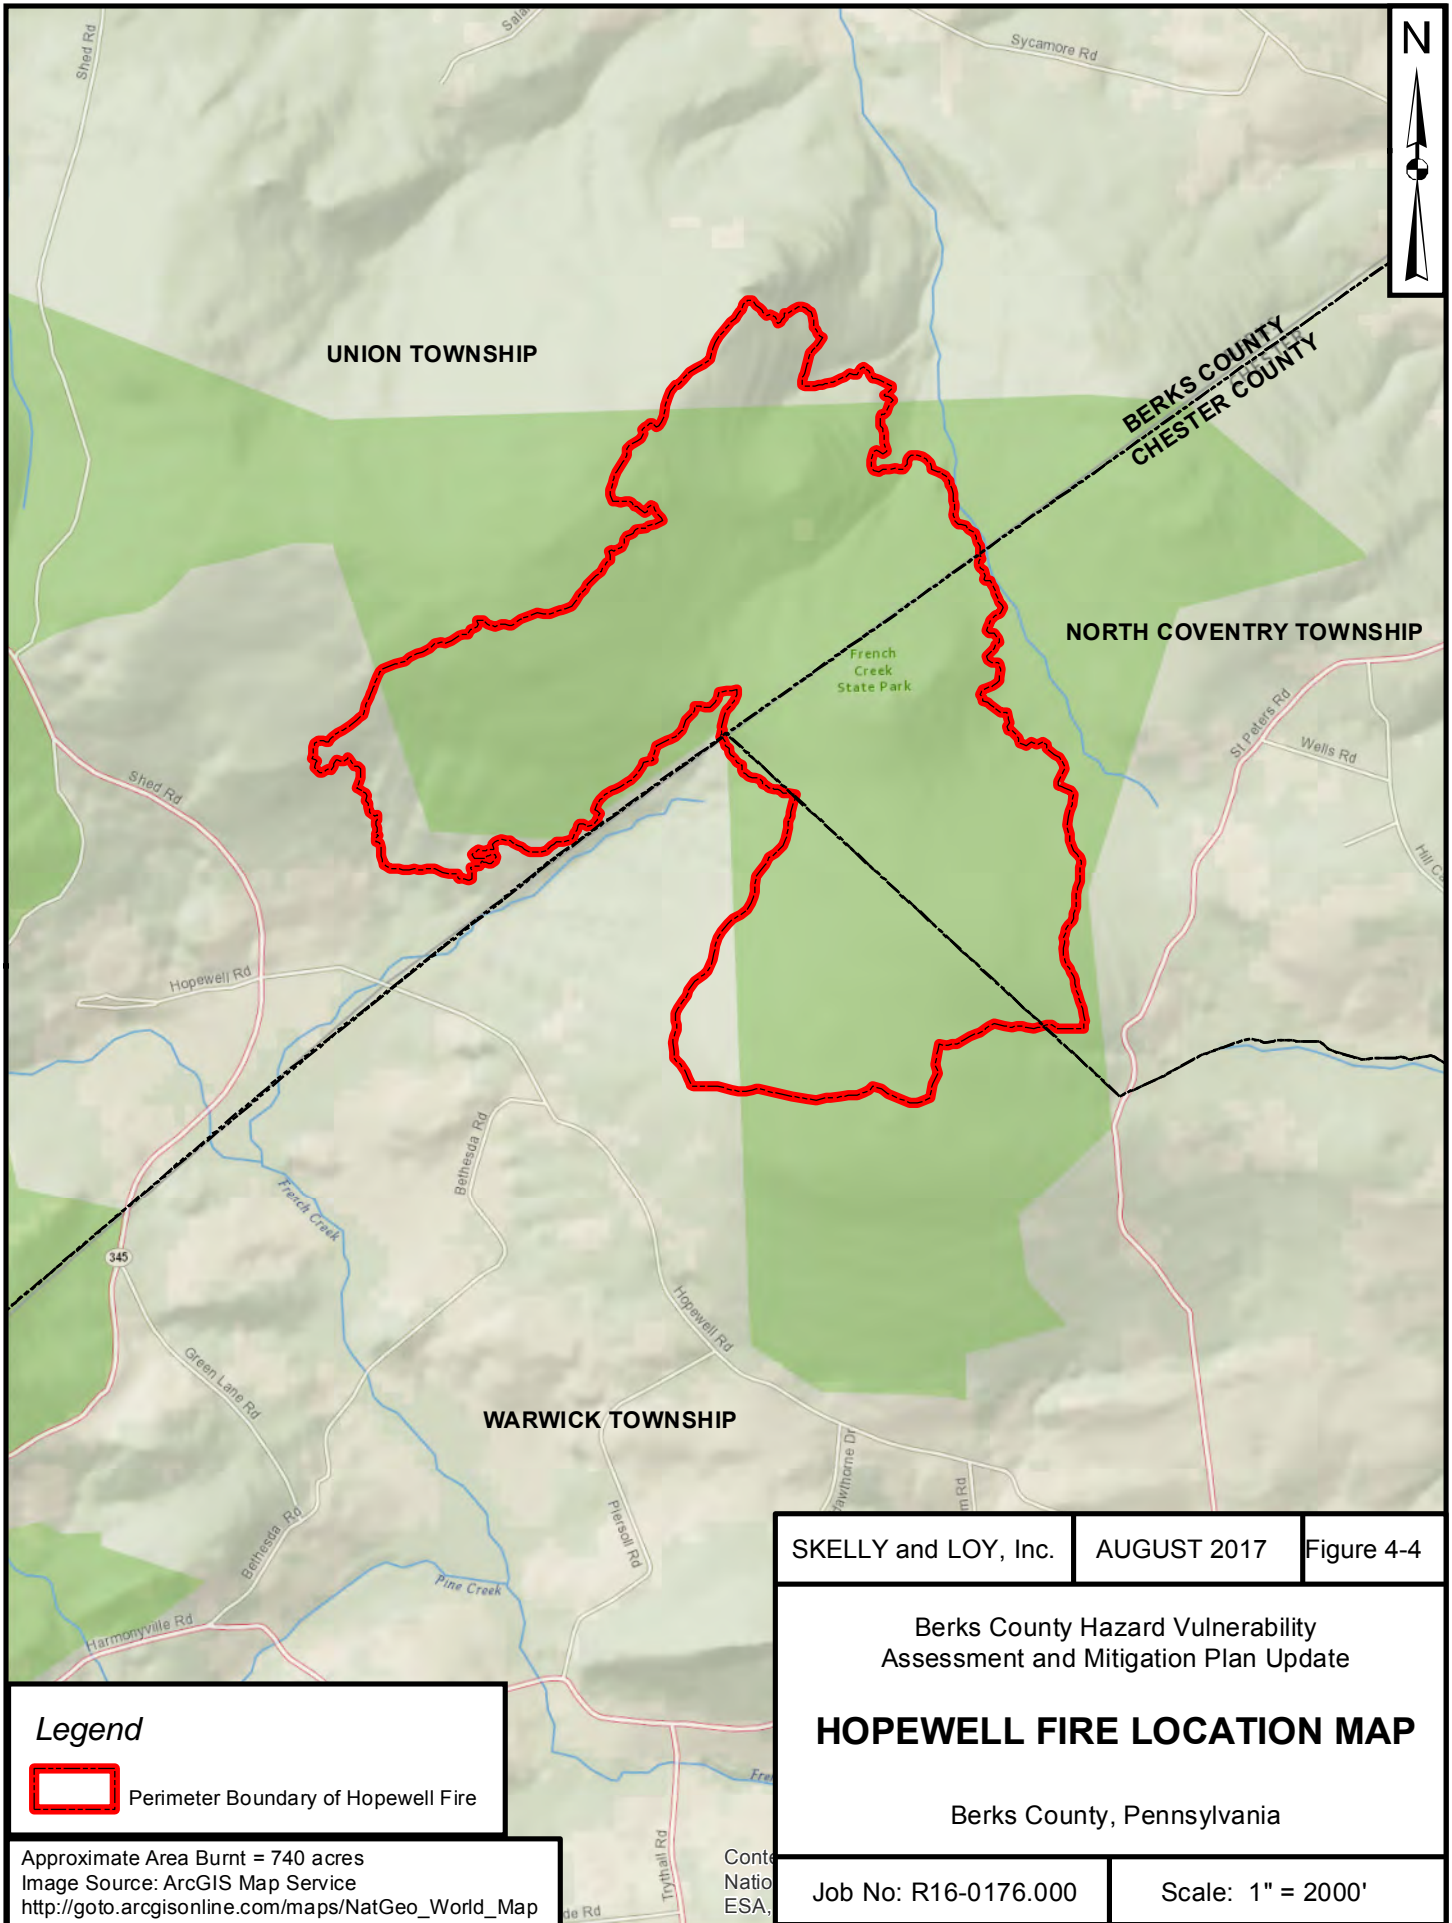 N
Shed Rd
Sycamore Rd
UNION TOWNSHIP
BERKS COUNTY
CHESTER COUNTY
CHESTER
NORTH COVENTRY TOWNSHIP
French
Creek
State Park
St Peters Rd
Wells Rd
Shed Rd
Hopewell Rd
Bethesda Rd
French Creek
345
Hopewell Rd
Green Lane Rd
WARWICK TOWNSHIP
Piersoll Rd
Bethesda Rd
Pine Creek
Harmonyville Rd
Trythall Rd
SKELLY and LOY, Inc.
AUGUST 2017
Figure 4-4
Berks County Hazard Vulnerability
Assessment and Mitigation Plan Update
HOPEWELL FIRE LOCATION MAP
Berks County, Pennsylvania
Job No: R16-0176.000
Scale: 1" = 2000'
Legend
Perimeter Boundary of Hopewell Fire
Approximate Area Burnt = 740 acres
Image Source: ArcGIS Map Service
http://goto.arcgisonline.com/maps/NatGeo_World_Map
ESA,